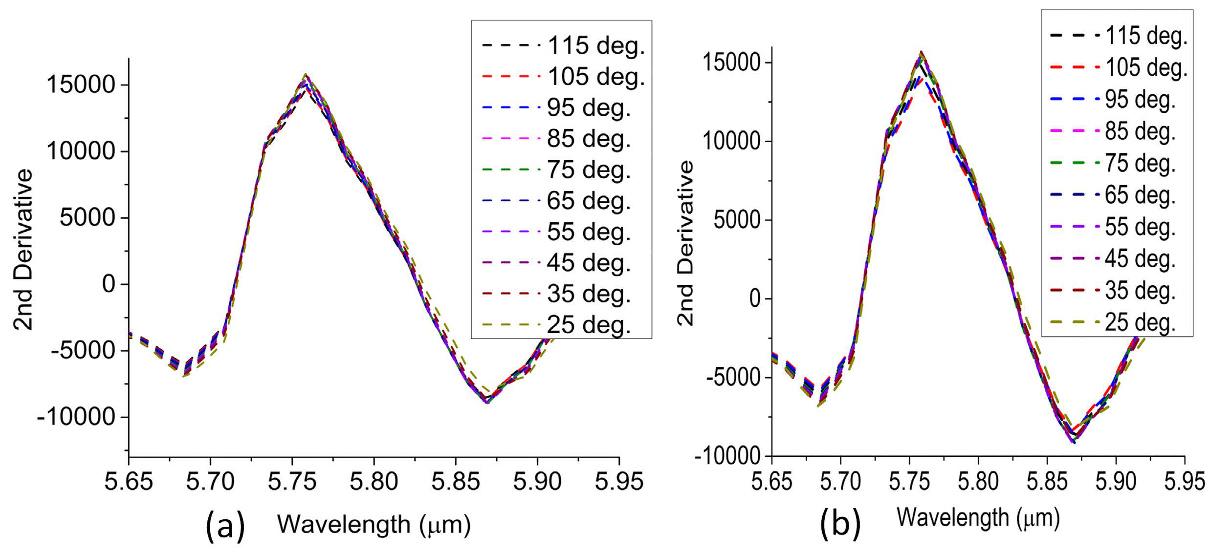 115 deg.
105 deg.
95 deg.
85 deg.
75 deg.
65 deg.
55 deg.
45 deg.
35 deg.
25 deg.
15000
10000
5000
0
-5000
-10000
2nd Derivative
5.65 5.70 5.75 5.80 5.85 5.90 5.95
(a) Wavelength (μm)
115 deg.
105 deg.
95 deg.
85 deg.
75 deg.
65 deg.
55 deg.
45 deg.
35 deg.
25 deg.
15000
10000
5000
0
-5000
-10000
2nd Derivative
5.65 5.70 5.75 5.80 5.85 5.90 5.95
(b) Wavelength (μm)